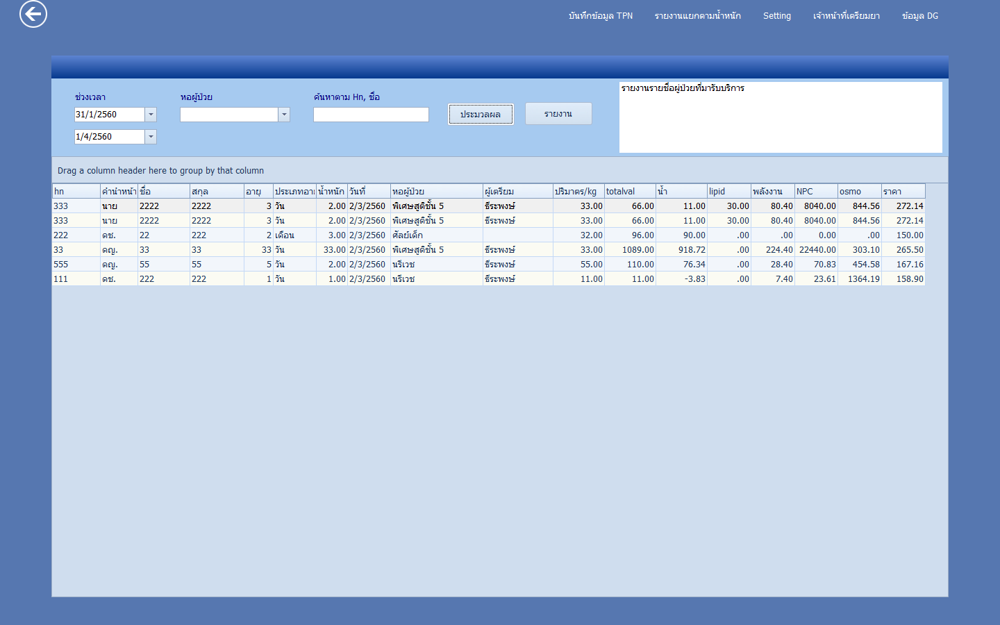 บันทึกข้อมูล TPN รายงานแยกตามน้ำหนัก Setting เจ้าหน้าที่เตรียมยา ข้อมูล DG
รายงานรายชื่อผู่ป่วยที่มารับบริการ
ช่วงเวลา หอผู้ป่วย ค้นหาตาม Hn, ชื่อ
31/1/2560 ประมวลผล รายงาน
1/4/2560
Drag a column header here to group by that column
hn คำนำหน้า ชื่อ สกุล อายุ ประเภทอายุ น้ำหนัก วันที่ หอผู้ป่วย ผู้เตรียม ปริมาตร/kg totalval น้ำ lipid พลังงาน NPC osmo ราคา
333 นาย 2222 2222 3 วัน 2.00 2/3/2560 พิเศษสูติชั้น 5 ธีระพงษ์ 33.00 66.00 11.00 30.00 80.40 8040.00 844.56 272.14
333 นาย 2222 2222 3 วัน 2.00 2/3/2560 พิเศษสูติชั้น 5 ธีระพงษ์ 33.00 66.00 11.00 30.00 80.40 8040.00 844.56 272.14
222 ดช. 22 222 2 เดือน 3.00 2/3/2560 ศัลย์เด็ก 32.00 96.00 90.00 .00 .00 0.00 .00 150.00
33 ดญ. 33 33 33 วัน 33.00 2/3/2560 พิเศษสูติชั้น 5 ธีระพงษ์ 33.00 1089.00 918.72 .00 224.40 22440.00 303.10 265.50
555 ดญ. 55 55 5 วัน 2.00 2/3/2560 นรีเวช ธีระพงษ์ 55.00 110.00 76.34 .00 28.40 70.83 454.58 167.16
111 ดช. 222 222 1 วัน 1.00 2/3/2560 นรีเวช ธีระพงษ์ 11.00 11.00 -3.83 .00 7.40 23.61 1364.19 158.90